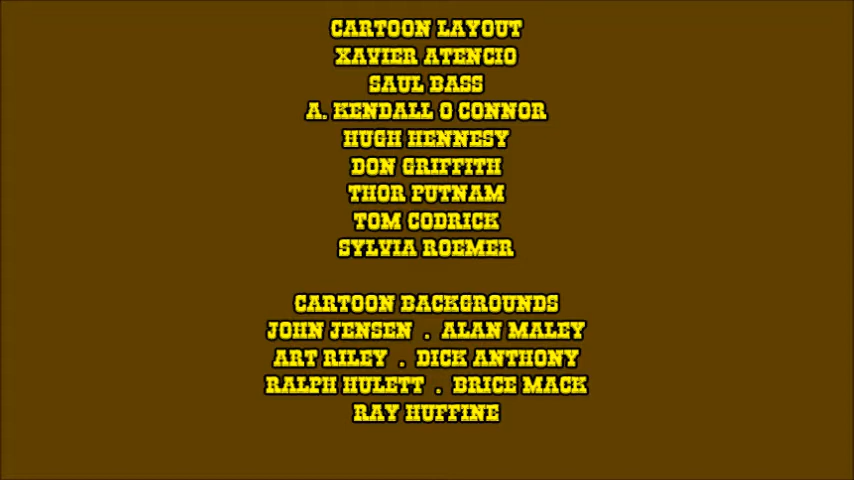 CARTOON LAYOUT
XAVIER ATENCIO
SAUL BASS
A. KENDALL O CONNOR
HUGH HENNESY
DON GRIFFITH
THOR PUTNAM
TOM CODRICK
SYLVIA ROEMER
CARTOON BACKGROUNDS
JOHN JENSEN . ALAN MALEY
ART RILEY . DICK ANTHONY
RALPH HULETT . BRICE MACK
RAY HUFFINE